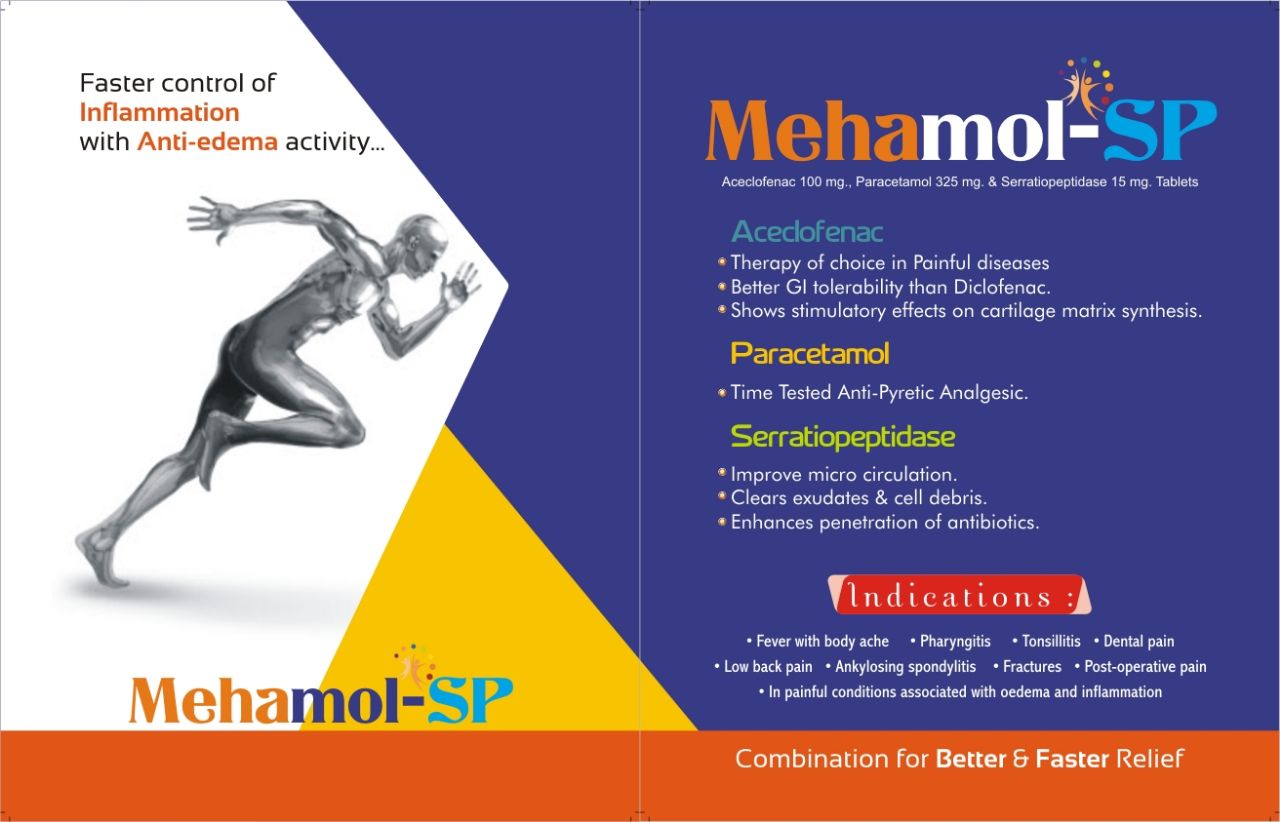 Faster control of
Inflammation
with Anti-edema activity...
Mehamol-SP
Mehamol-SP
Aceclofenac 100 mg., Paracetamol 325 mg. & Serratiopeptidase 15 mg. Tablets
Aceclofenac
Therapy of choice in Painful diseases
Better GI tolerability than Diclofenac.
Shows stimulatory effects on cartilage matrix synthesis.
Paracetamol
Time Tested Anti-Pyretic Analgesic.
Serratiopeptidase
Improve micro circulation.
Clears exudates & cell debris.
Enhances penetration of antibiotics.
Indications :
• Fever with body ache • Pharyngitis • Tonsillitis • Dental pain
• Low back pain • Ankylosing spondylitis • Fractures • Post-operative pain
• In painful conditions associated with oedema and inflammation
Combination for Better & Faster Relief